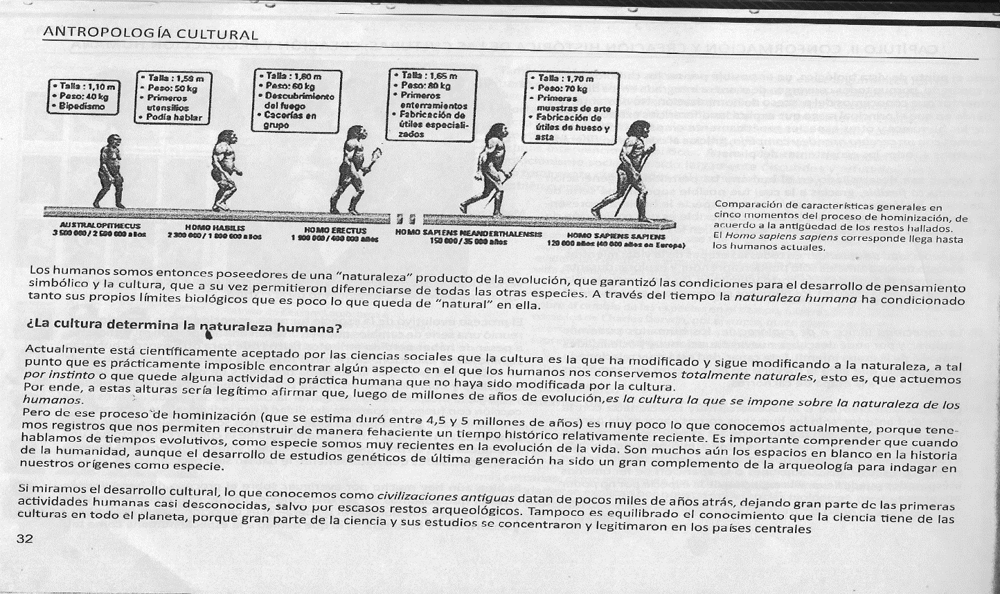 ANTROPOLOGÍA CULTURAL
• Talla : 1,10 m
• Peso: 40 kg
• Bipedismo
• Talla : 1,50 m
• Peso: 50 kg
• Primeros
utensilios
• Podía hablar
• Talla : 1,60 m
• Peso: 60 kg
• Descubrimiento
del fuego
• Cacerías en
grupo
• Talla : 1,65 m
• Peso: 80 kg
• Primeros
enterramientos
• Fabricación de
útiles especiali-
zados
• Talla : 1,70 m
• Peso: 70 kg
• Primeras
muestras de arte
• Fabricación de
útiles de hueso y
asta
AUSTRALOPITHECUS
3 500 000 / 2 500 000 años
HOMO HABILIS
2 300 000 / 1 800 000 años
HOMO ERECTUS
1 900 000 / 400 000 años
HOMO SAPIENS NEANDERTHALENSIS
150 000 / 35 000 años
HOMO SAPIENS SAPIENS
120 000 años (40 000 años en Europa)
Comparación de características generales en
cinco momentos del proceso de hominización, de
acuerdo a la antigüedad de los restos hallados.
El Homo sapiens sapiens corresponde llega hasta
los humanos actuales.
Los humanos somos entonces poseedores de una "naturaleza" producto de la evolución, que garantizó las condiciones para el desarrollo de pensamiento
simbólico y la cultura, que a su vez permitieron diferenciarse de todas las otras especies. A través del tiempo la naturaleza humana ha condicionado
tanto sus propios límites biológicos que es poco lo que queda de "natural" en ella.
¿La cultura determina la naturaleza humana?
Actualmente está científicamente aceptado por las ciencias sociales que la cultura es la que ha modificado y sigue modificando a la naturaleza, a tal
punto que es prácticamente imposible encontrar algún aspecto en el que los humanos nos conservemos totalmente naturales, esto es, que actuemos
por instinto o que quede alguna actividad o práctica humana que no haya sido modificada por la cultura.
Por ende, a estas alturas sería legítimo afirmar que, luego de millones de años de evolución,es la cultura la que se impone sobre la naturaleza de los
humanos.
Pero de ese proceso de hominización (que se estima duró entre 4,5 y 5 millones de años) es muy poco lo que conocemos actualmente, porque tene-
mos registros que nos permiten reconstruir de manera fehaciente un tiempo histórico relativamente reciente. Es importante comprender que cuando
hablamos de tiempos evolutivos, como especie somos muy recientes en la evolución de la vida. Son muchos aún los espacios en blanco en la historia
de la humanidad, aunque el desarrollo de estudios genéticos de última generación ha sido un gran complemento de la arqueología para indagar en
nuestros orígenes como especie.
Si miramos el desarrollo cultural, lo que conocemos como civilizaciones antiguas datan de pocos miles de años atrás, dejando gran parte de las primeras
actividades humanas casi desconocidas, salvo por escasos restos arqueológicos. Tampoco es equilibrado el conocimiento que la ciencia tiene de las
culturas en todo el planeta, porque gran parte de la ciencia y sus estudios se concentraron y legitimaron en los países centrales
32